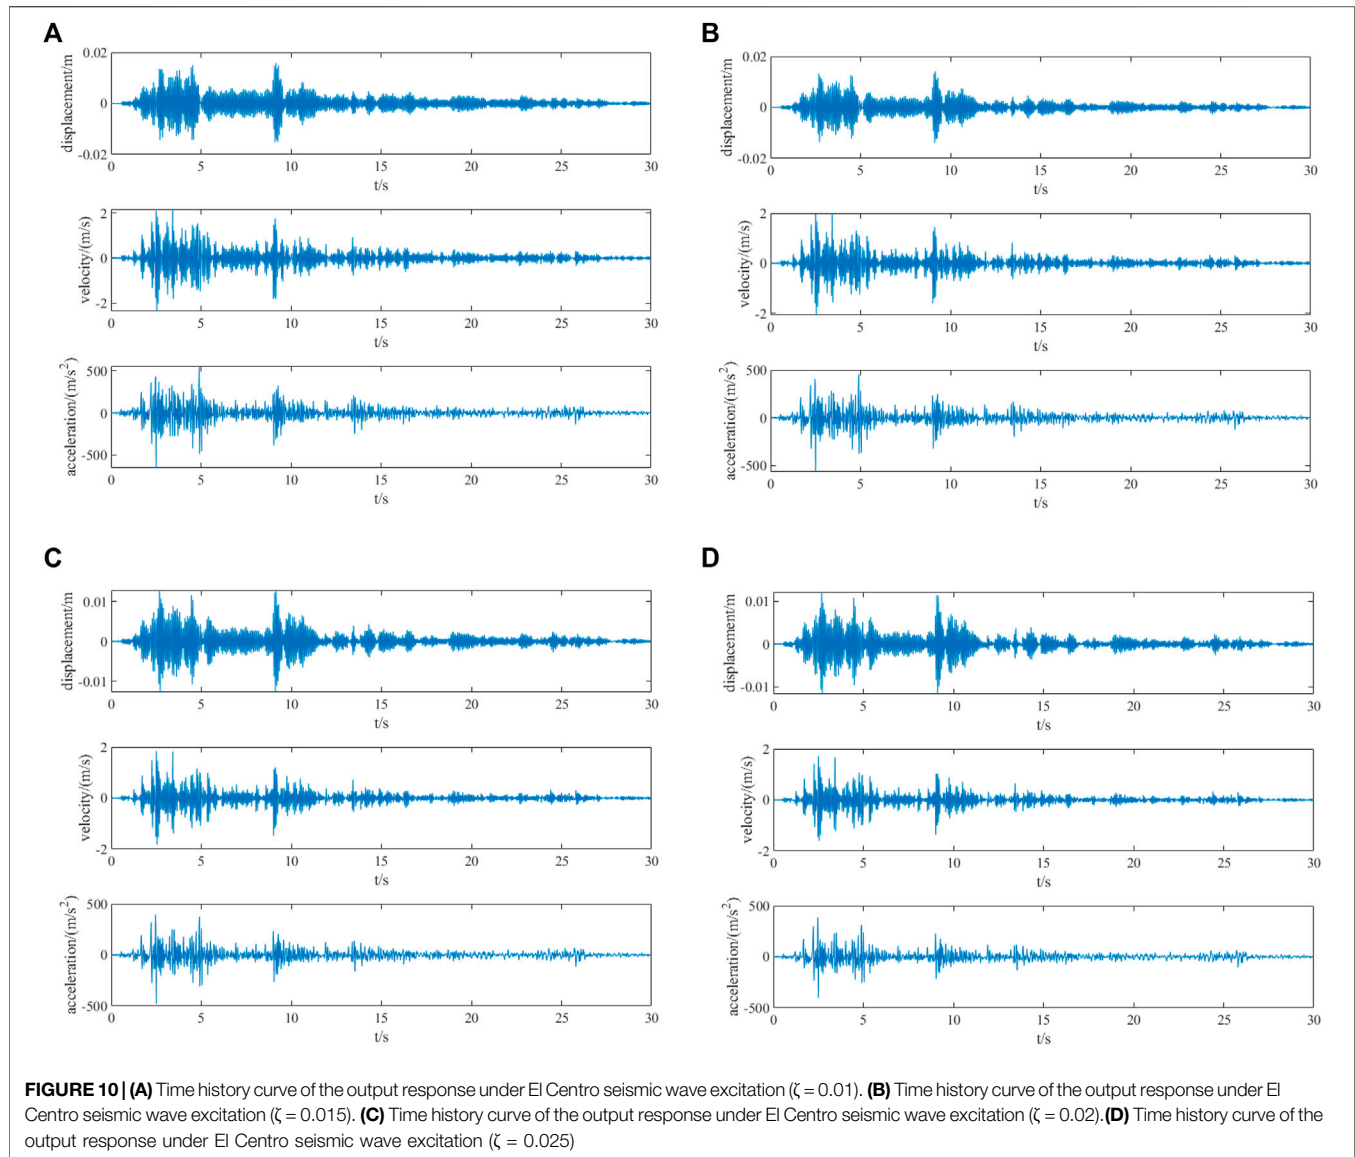 A
0.02
0
-0.02
displacement/m
0 5 10 15 20 25 30
t/s
2
0
-2
velocity/(m/s)
0 5 10 15 20 25 30
t/s
500
0
-500
acceleration/(m/s²)
0 5 10 15 20 25 30
t/s
B
0.02
0
-0.02
displacement/m
0 5 10 15 20 25 30
t/s
2
0
-2
velocity/(m/s)
0 5 10 15 20 25 30
t/s
500
0
-500
acceleration/(m/s²)
0 5 10 15 20 25 30
t/s
C
0.01
0
-0.01
displacement/m
0 5 10 15 20 25 30
t/s
2
0
-2
velocity/(m/s)
0 5 10 15 20 25 30
t/s
500
0
-500
acceleration/(m/s²)
0 5 10 15 20 25 30
t/s
D
0.01
0
-0.01
displacement/m
0 5 10 15 20 25 30
t/s
2
0
-2
velocity/(m/s)
0 5 10 15 20 25 30
t/s
500
0
-500
acceleration/(m/s²)
0 5 10 15 20 25 30
t/s
FIGURE 10 | (A) Time history curve of the output response under El Centro seismic wave excitation (ζ = 0.01). (B) Time history curve of the output response under El
Centro seismic wave excitation (ζ = 0.015). (C) Time history curve of the output response under El Centro seismic wave excitation (ζ = 0.02).(D) Time history curve of the
output response under El Centro seismic wave excitation (ζ = 0.025)